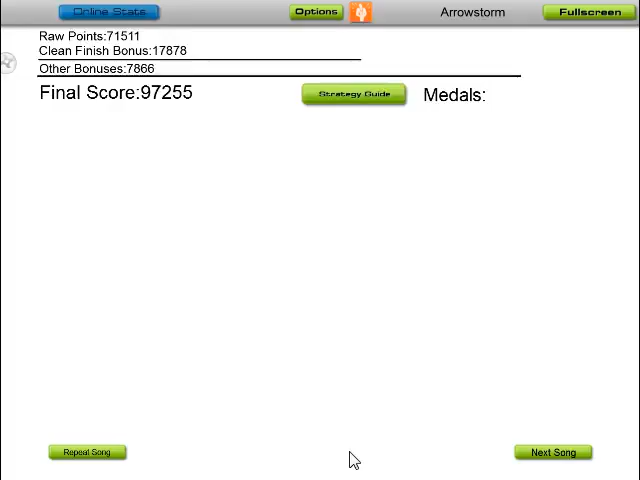 Online Stats
Options
Arrowstorm
Fullscreen
Raw Points:71511
Clean Finish Bonus:17878
Other Bonuses:7866
Final Score:97255
Strategy Guide
Medals:
Repeat Song
Next Song